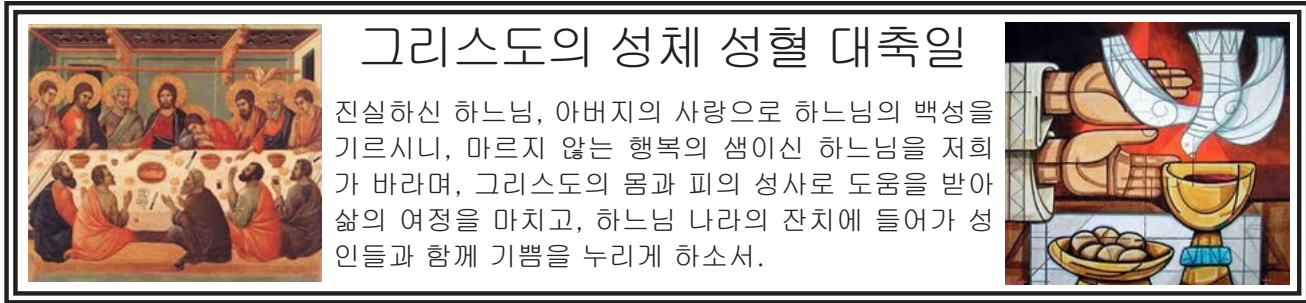 그리스도의 성체 성혈 대축일
진실하신 하느님, 아버지의 사랑으로 하느님의 백성을
기르시니, 마르지 않는 행복의 샘이신 하느님을 저희
가 바라며, 그리스도의 몸과 피의 성사로 도움을 받아
삶의 여정을 마치고, 하느님 나라의 잔치에 들어가 성
인들과 함께 기쁨을 누리게 하소서.